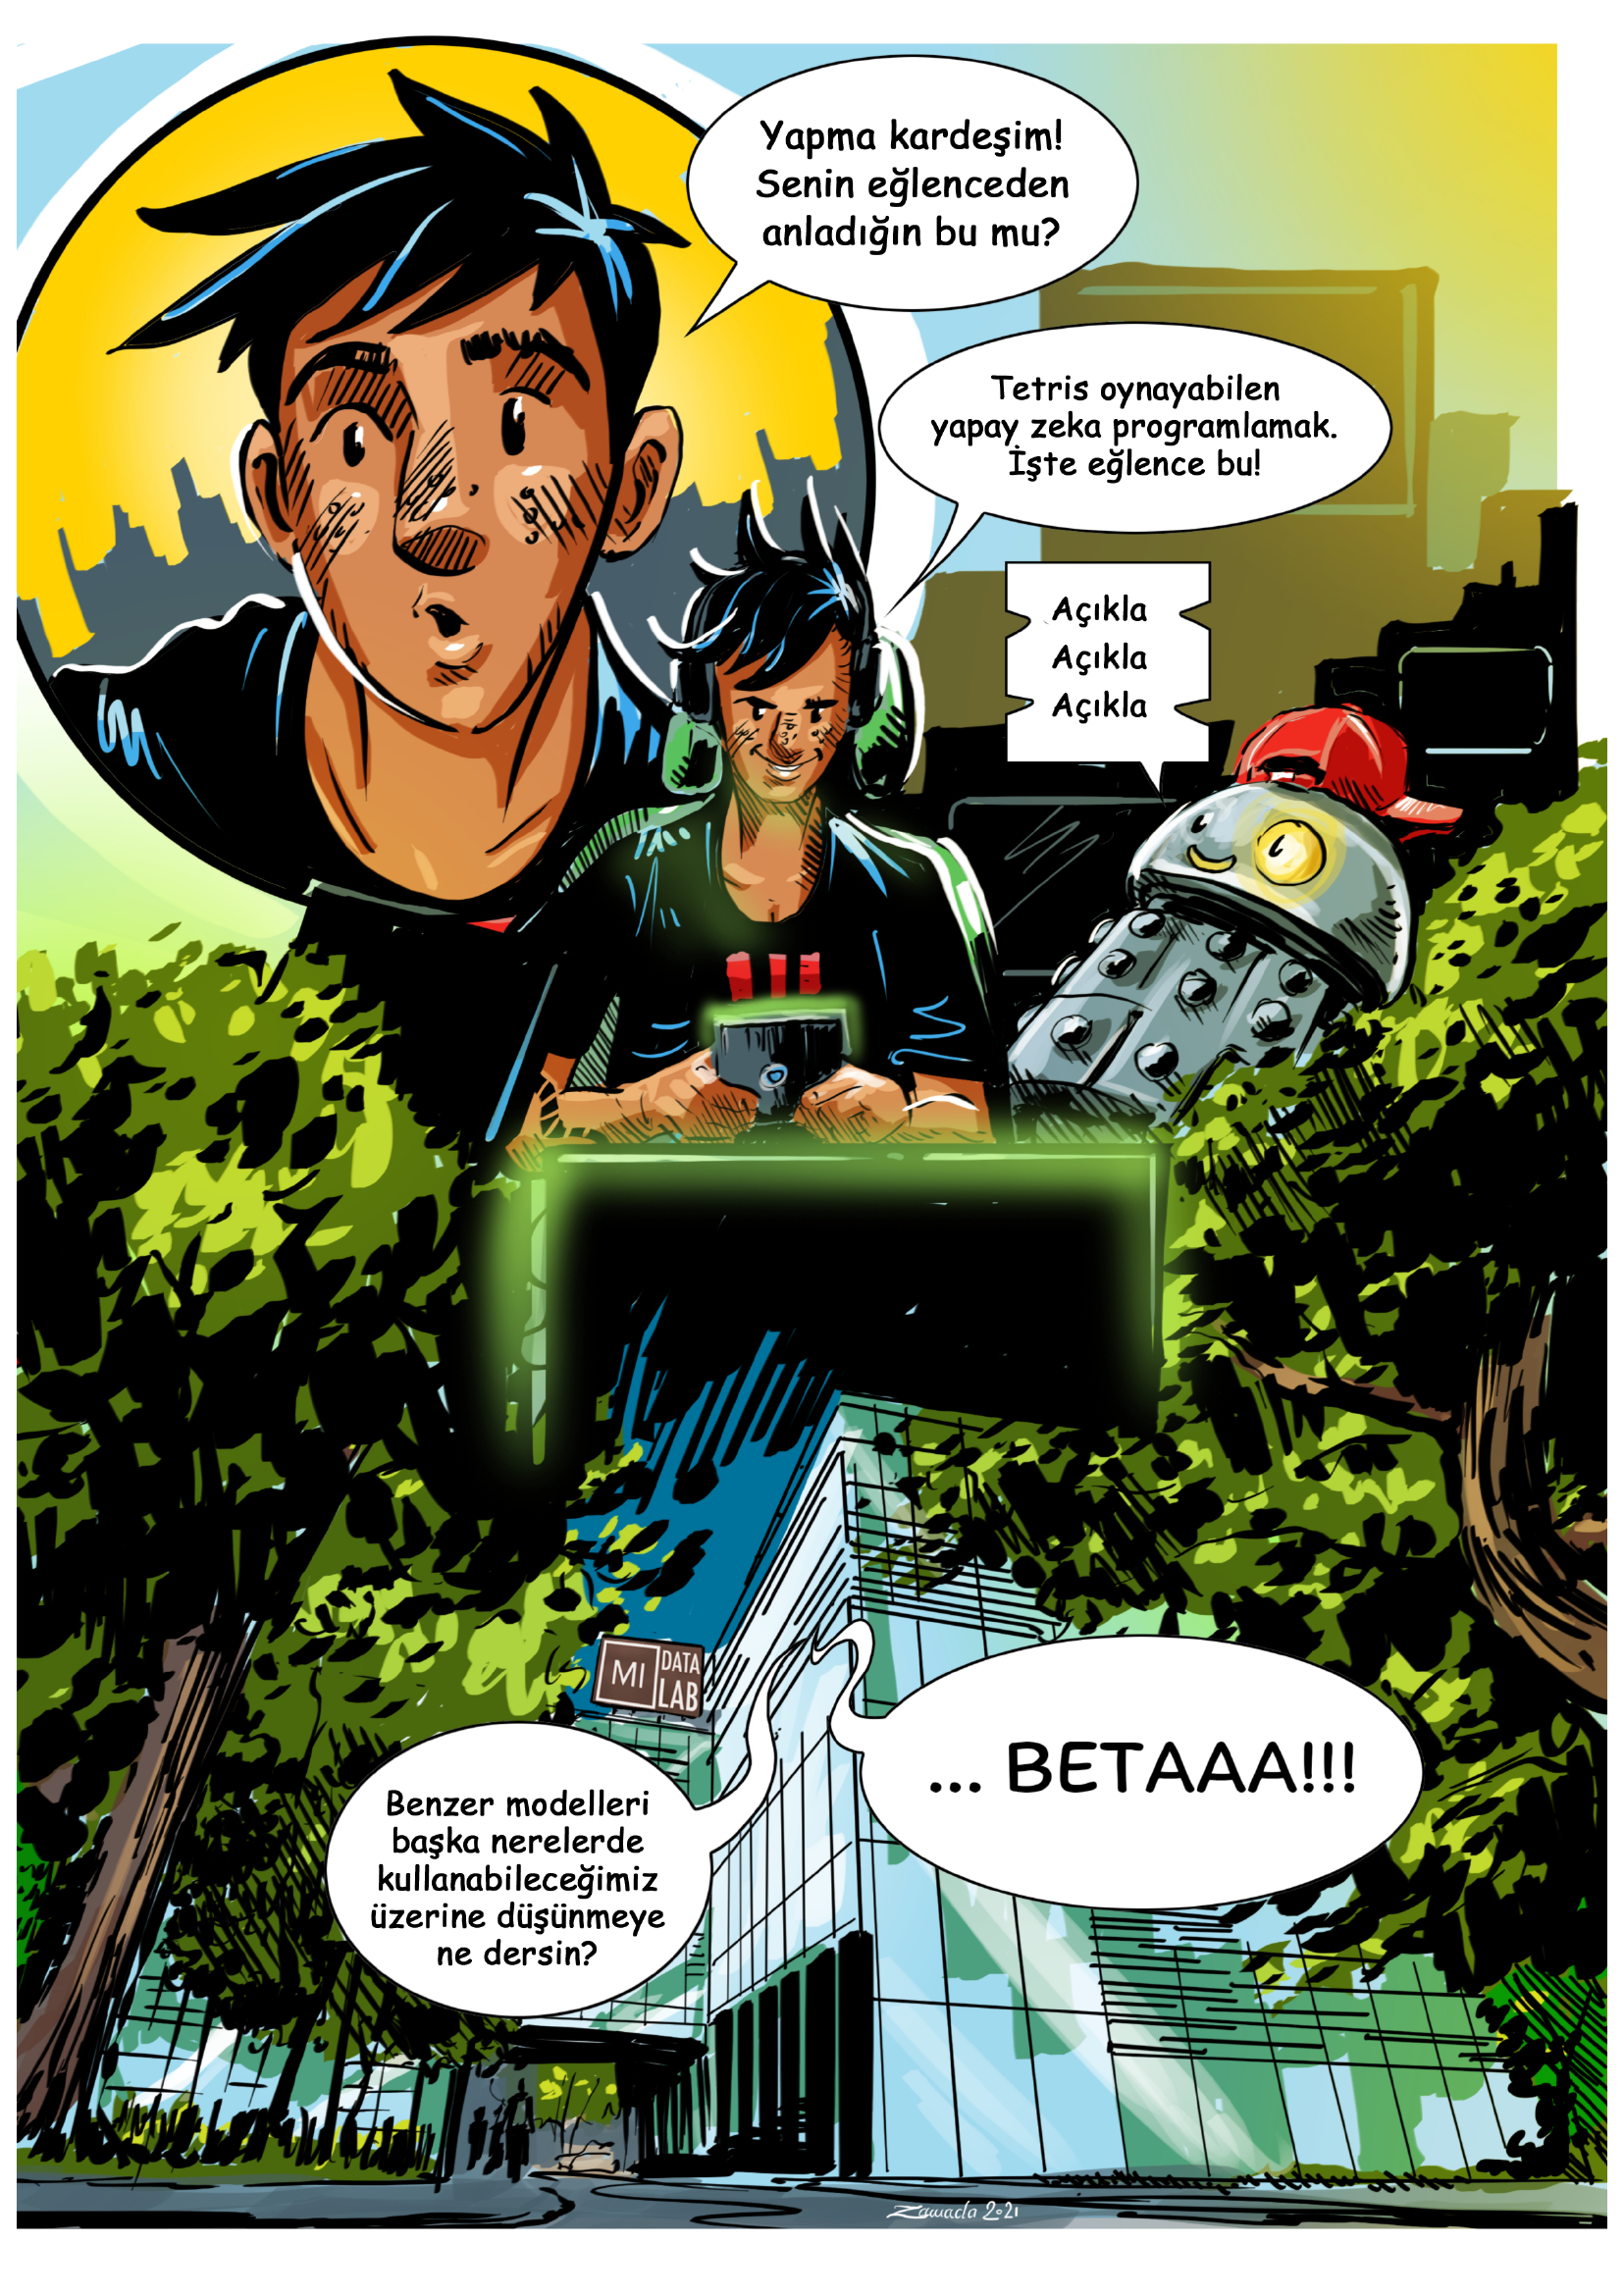 Yapma kardeşim!
Senin eğlenceden
anladığın bu mu?
Tetris oynayabilen
yapay zeka programlamak.
İşte eğlence bu!
Açıkla
Açıkla
Açıkla
MI DATA
LAB
... BETAAA!!!
Benzer modelleri
başka nerelerde
kullanabileceğimiz
üzerine düşünmeye
ne dersin?
Zawada 2021